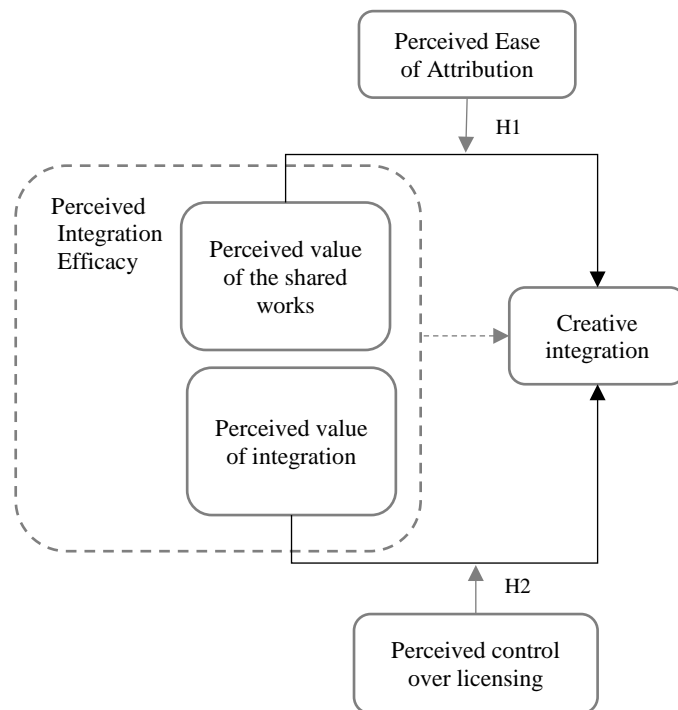 Perceived Ease
of Attribution
H1
Perceived
Integration
Efficacy
Perceived value
of the shared
works
Creative
integration
Perceived value
of integration
H2
Perceived control
over licensing